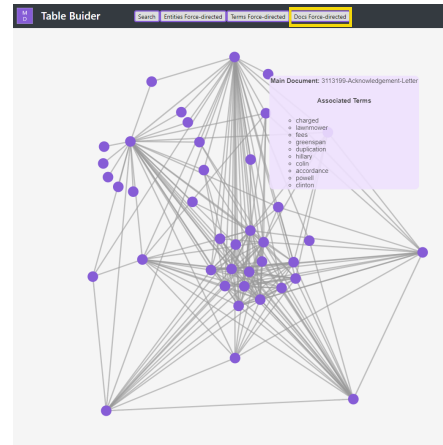 M
D
Table Buider
Search
Entities Force-directed
Terms Force-directed
Docs Force-directed
Main Document: 3113199-Acknowledgement-Letter
Associated Terms
charged
lawnmower
fees
greenspan
duplication
hillary
colin
accordance
powell
clinton